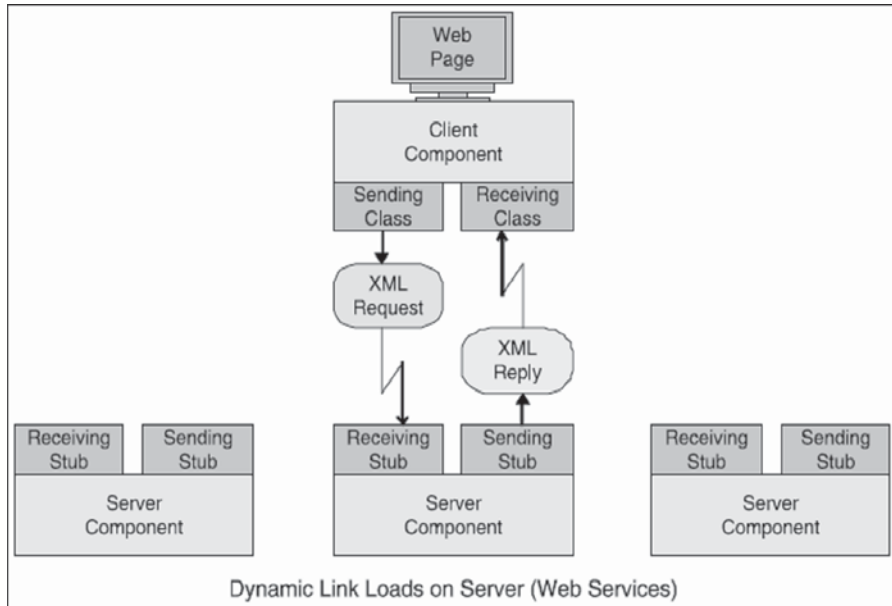 Web
Page
Client
Component
Sending
Class
Receiving
Class
XML
Request
XML
Reply
Receiving
Stub
Sending
Stub
Server
Component
Receiving
Stub
Sending
Stub
Server
Component
Receiving
Stub
Sending
Stub
Server
Component
Dynamic Link Loads on Server (Web Services)